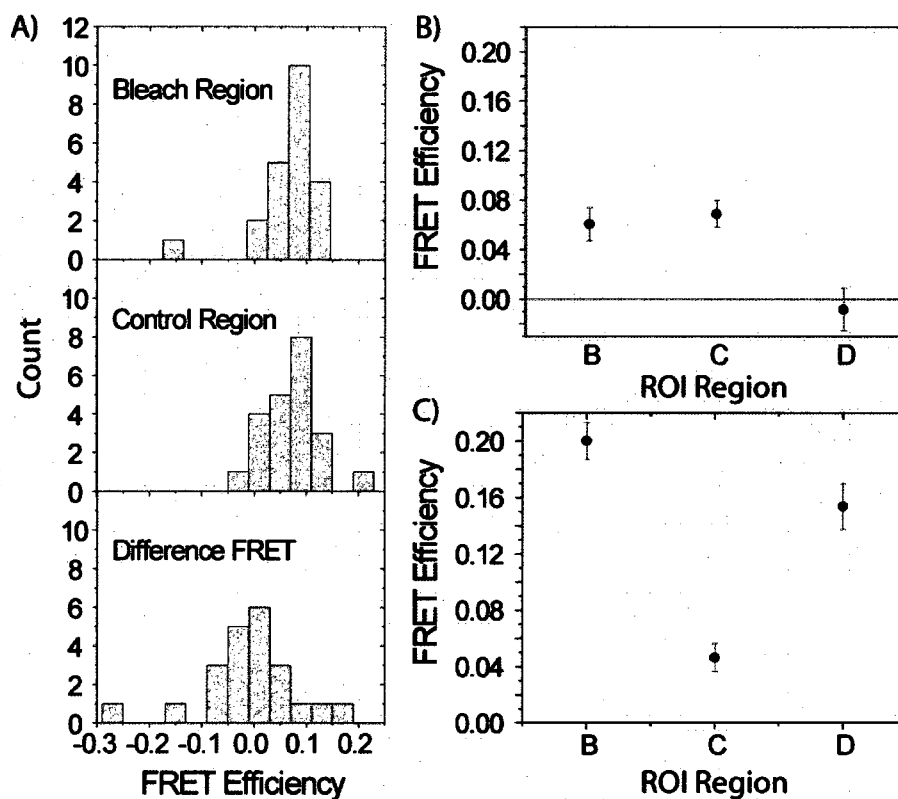 A)
12
10
8
6
4
2
0
Bleach Region
10
8
6
4
2
0
Control Region
10
8
6
4
2
0
Difference FRET
-0.3 -0.2 -0.1 0.0 0.1 0.2
FRET Efficiency
Count
B)
0.20
0.16
0.12
0.08
0.04
0.00
FRET Efficiency
B C D
ROI Region
C)
0.20
0.16
0.12
0.08
0.04
0.00
FRET Efficiency
B C D
ROI Region